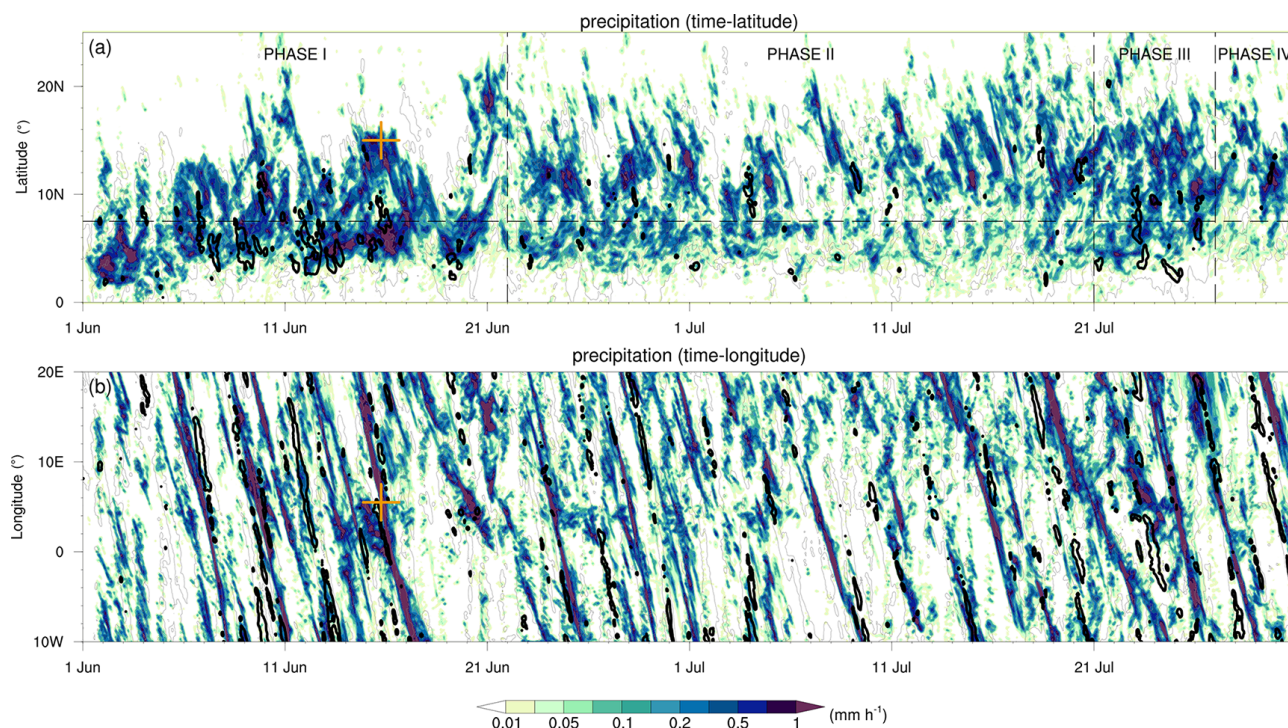 precipitation (time-latitude)
(a)
PHASE I
PHASE II
PHASE III
PHASE IV
20N
10N
0
Latitude (°)
1 Jun
11 Jun
21 Jun
1 Jul
11 Jul
21 Jul
precipitation (time-longitude)
(b)
20E
10E
0
10W
Longitude (°)
1 Jun
11 Jun
21 Jun
1 Jul
11 Jul
21 Jul
0.01 0.05 0.1 0.2 0.5 1 (mm h⁻¹)